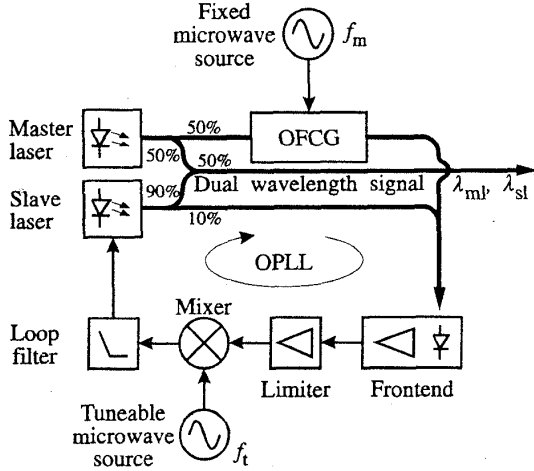 Fixed
microwave
source
f_m
Master
laser
50%
50%
OFCG
50%
Dual wavelength signal
λ_ml, λ_sl
Slave
laser
90%
10%
OPLL
Mixer
Loop
filter
Limiter
Frontend
Tuneable
microwave
source
f_t